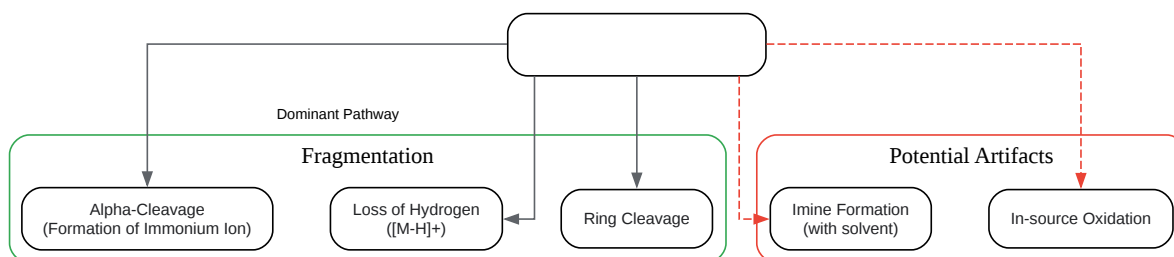 Dominant Pathway
Fragmentation
Potential Artifacts
Alpha-Cleavage
(Formation of Immonium Ion)
Loss of Hydrogen
([M-H]+)
Ring Cleavage
Imine Formation
(with solvent)
In-source Oxidation